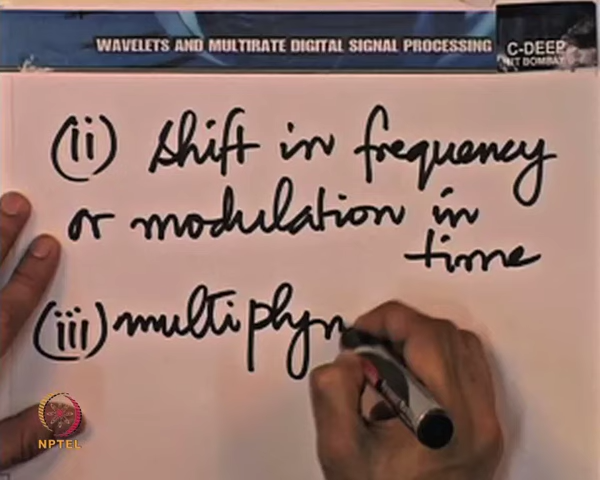 WAVELETS AND MULTIRATE DIGITAL SIGNAL PROCESSING
C-DEEP
IIT BOMBAY
(ii) shift in frequency
or modulation in
time
(iii) multiplyn
NPTEL